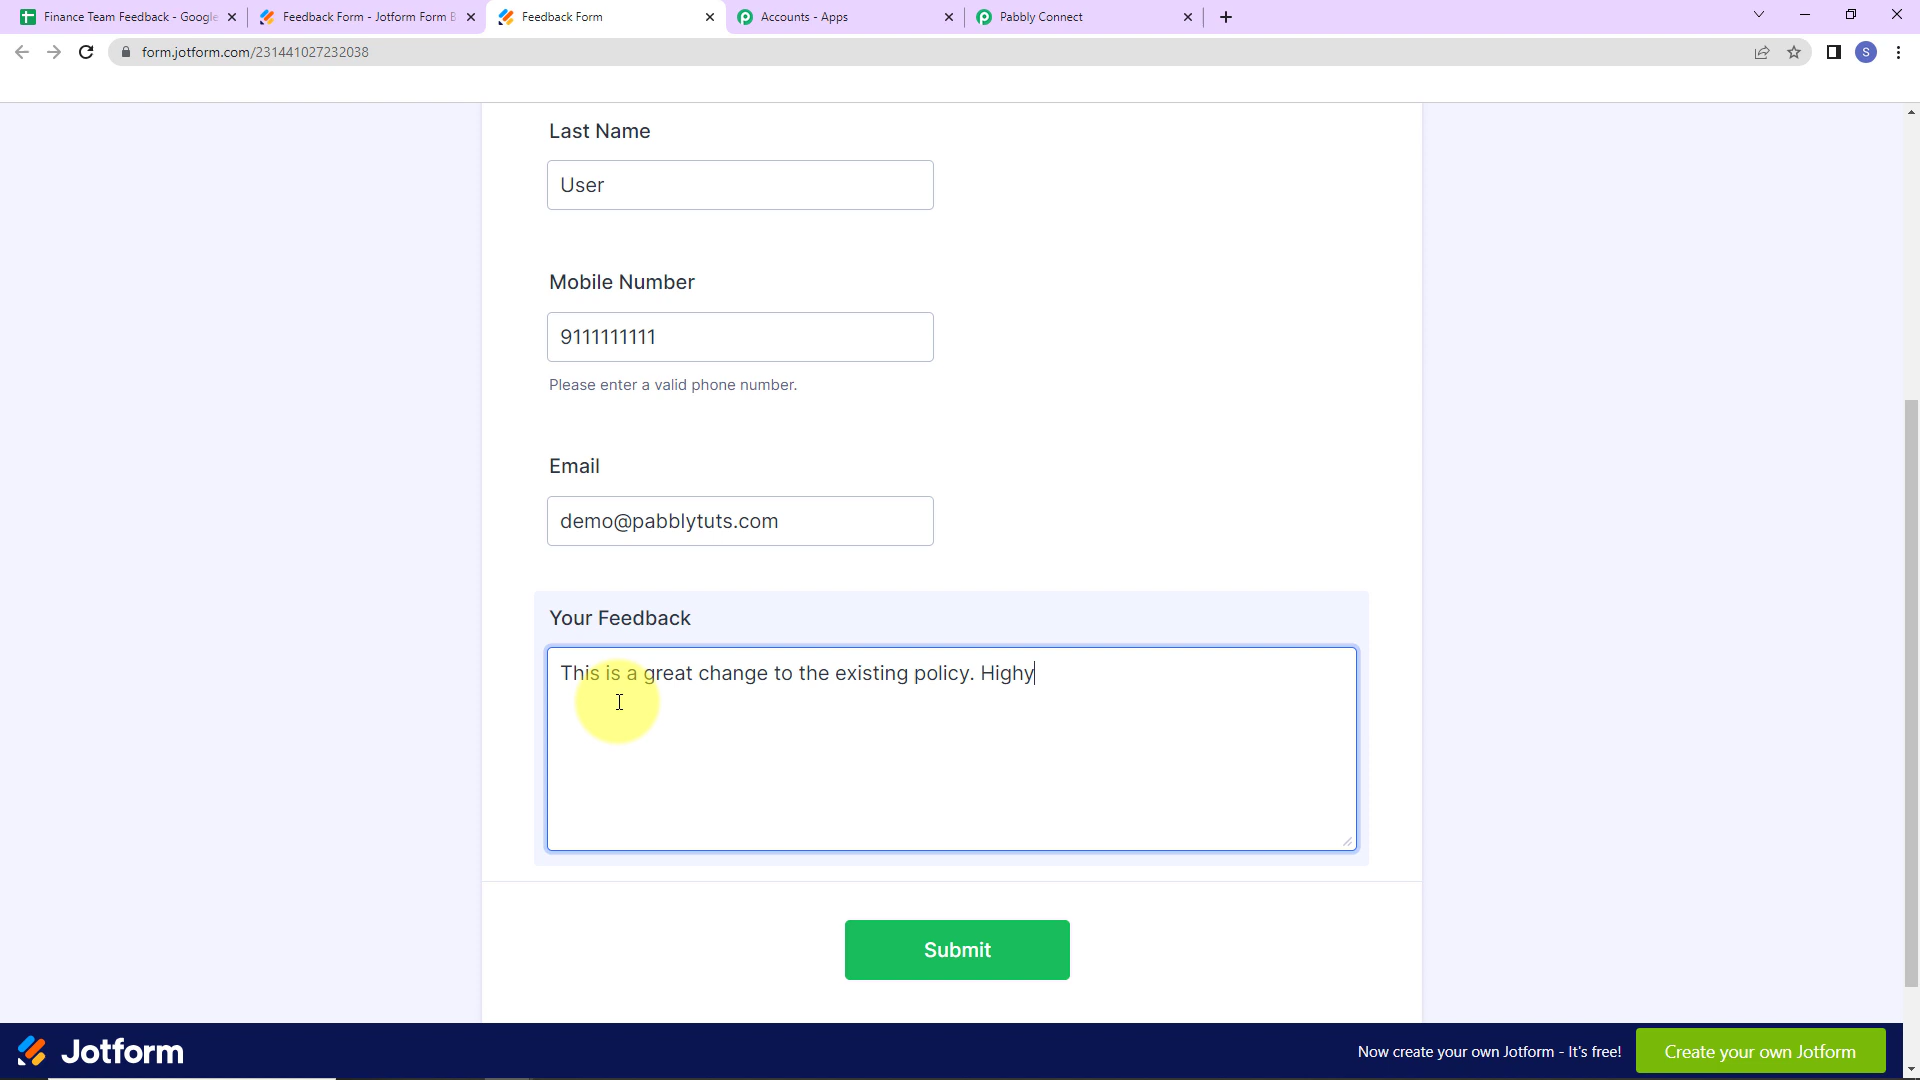 Finance Team Feedback - Google
Feedback Form - Jotform Form B
Feedback Form
Accounts - Apps
Pabbly Connect
form.jotform.com/231441027232038
S
Last Name
User
Mobile Number
9111111111
Please enter a valid phone number.
Email
demo@pabblytuts.com
Your Feedback
This is a great change to the existing policy. Highy
Submit
Jotform
Now create your own Jotform - It's free!
Create your own Jotform